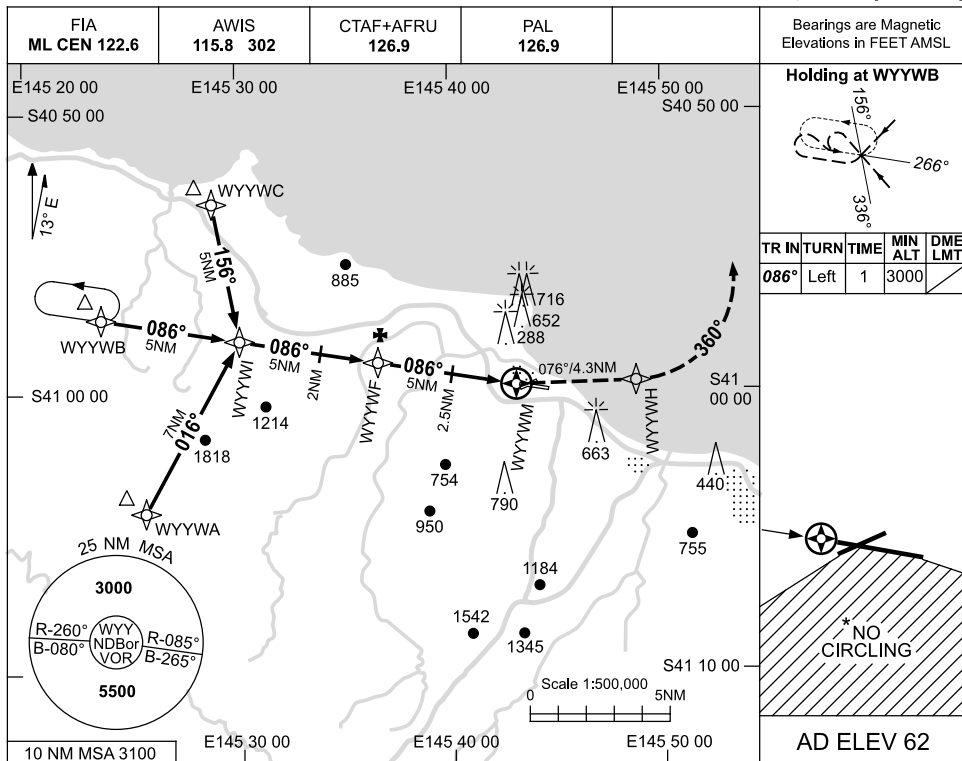 FIA
ML CEN 122.6
AWIS
115.8 302
CTAF+AFRU
126.9
PAL
126.9
Bearings are Magnetic
Elevations in FEET AMSL
E145 20 00
E145 30 00
E145 40 00
E145 50 00
S40 50 00
S40 50 00
Holding at WYYWB
156°
266°
336°
TR IN
TURN
TIME
MIN ALT
DME LMT
086°
Left
1
3000
13° E
WYYWC
156°
5NM
885
716
652
288
WYYWB
086°
5NM
WYYWI
086°
5NM
2NM
WYYWF
086°
5NM
2.5NM
WYYWM
076°/4.3NM
WYYWH
360°
S41 00 00
S41 00 00
7NM
016°
1214
1818
WYYWA
754
790
950
663
440
755
1184
1542
1345
25 NM MSA
3000
R-260°
B-080°
WYY
NDBor
VOR
R-085°
B-265°
5500
S41 10 00
Scale 1:500,000
0
5NM
*NO
CIRCLING
10 NM MSA 3100
E145 30 00
E145 40 00
E145 50 00
AD ELEV 62